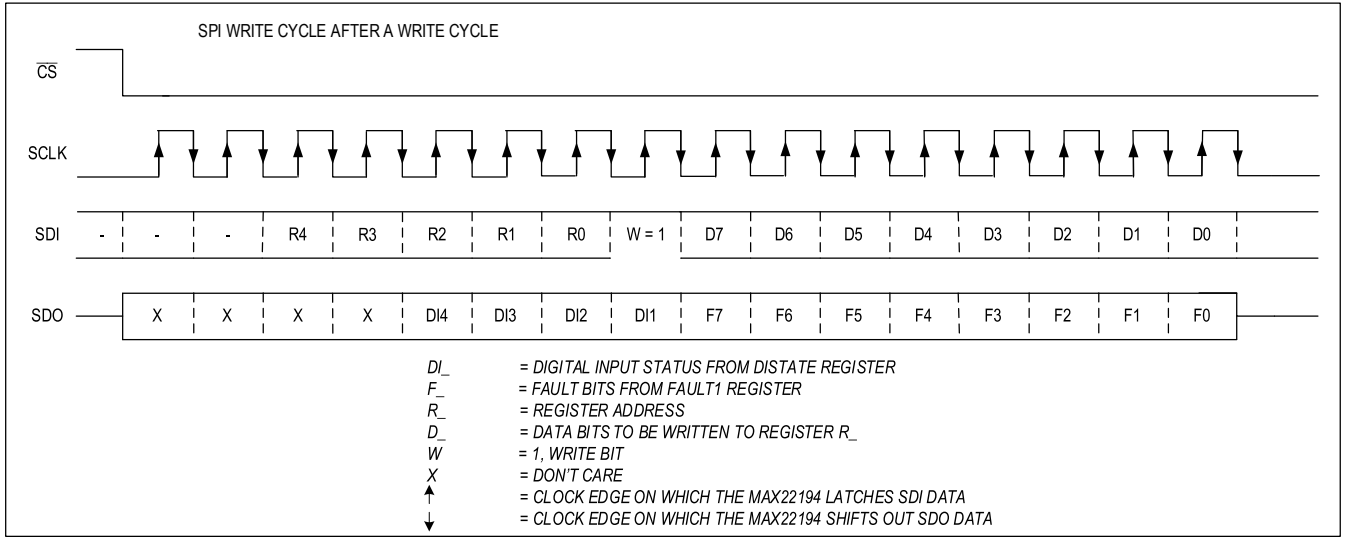 SPI WRITE CYCLE AFTER A WRITE CYCLE
CS
SCLK
SDI - - - R4 R3 R2 R1 R0 W = 1 D7 D6 D5 D4 D3 D2 D1 D0
SDO X X X X DI4 DI3 DI2 DI1 F7 F6 F5 F4 F3 F2 F1 F0
DI_ = DIGITAL INPUT STATUS FROM DISTATE REGISTER
F_ = FAULT BITS FROM FAULT1 REGISTER
R_ = REGISTER ADDRESS
D_ = DATA BITS TO BE WRITTEN TO REGISTER R_
W = 1, WRITE BIT
X = DON'T CARE
↑ = CLOCK EDGE ON WHICH THE MAX22194 LATCHES SDI DATA
↓ = CLOCK EDGE ON WHICH THE MAX22194 SHIFTS OUT SDO DATA